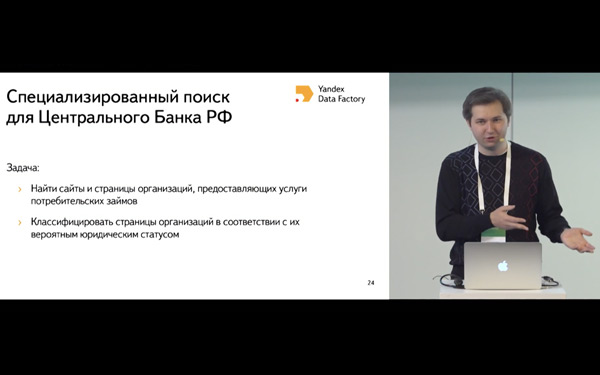 Специализированный поиск
для Центрального Банка РФ
Yandex
Data Factory
Задача:
› Найти сайты и страницы организаций, предоставляющих услуги
потребительских займов
› Классифицировать страницы организаций в соответствии с их
вероятным юридическим статусом
24